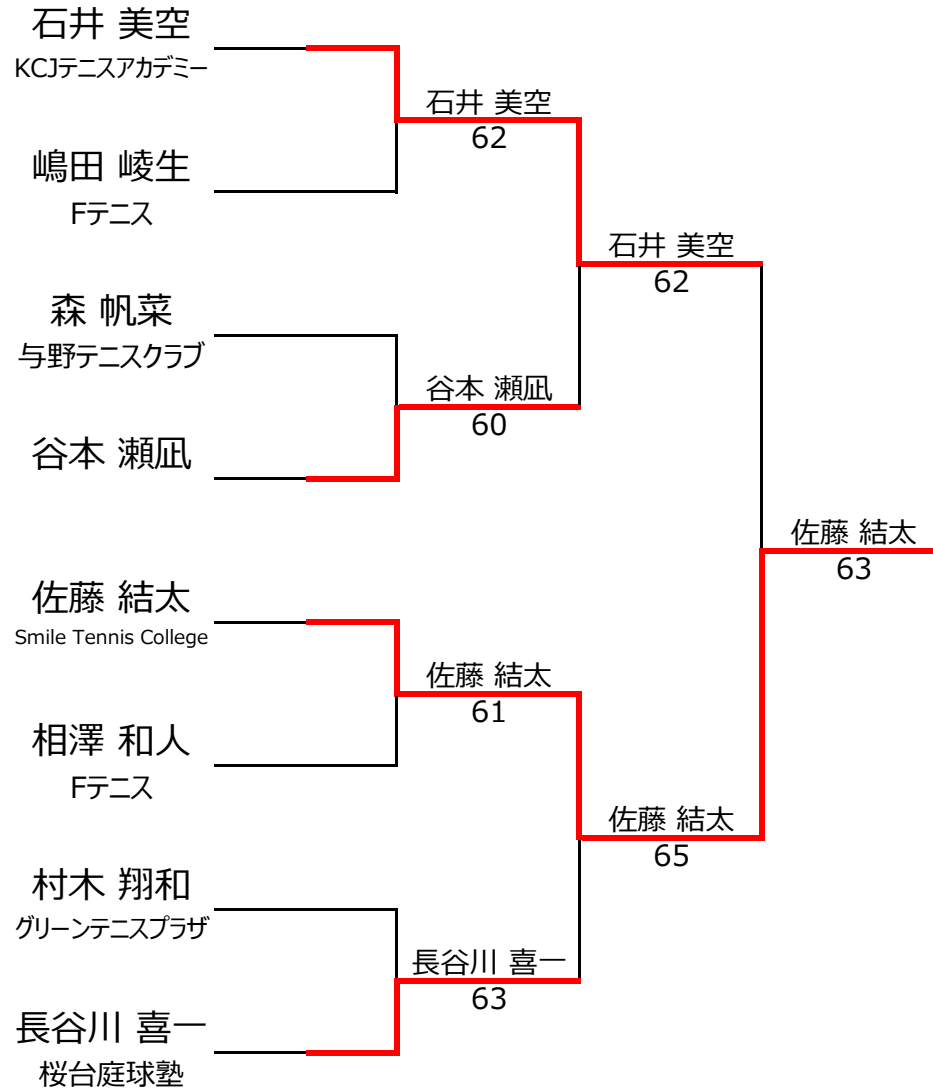 石井 美空
KCJテニスアカデミー
嶋田 崚生
Fテニス
森 帆菜
与野テニスクラブ
谷本 瀬凪
佐藤 結太
Smile Tennis College
相澤 和人
Fテニス
村木 翔和
グリーンテニスプラザ
長谷川 喜一
桜台庭球塾
石井 美空
62
谷本 瀬凪
60
佐藤 結太
61
長谷川 喜一
63
石井 美空
62
佐藤 結太
65
佐藤 結太
63